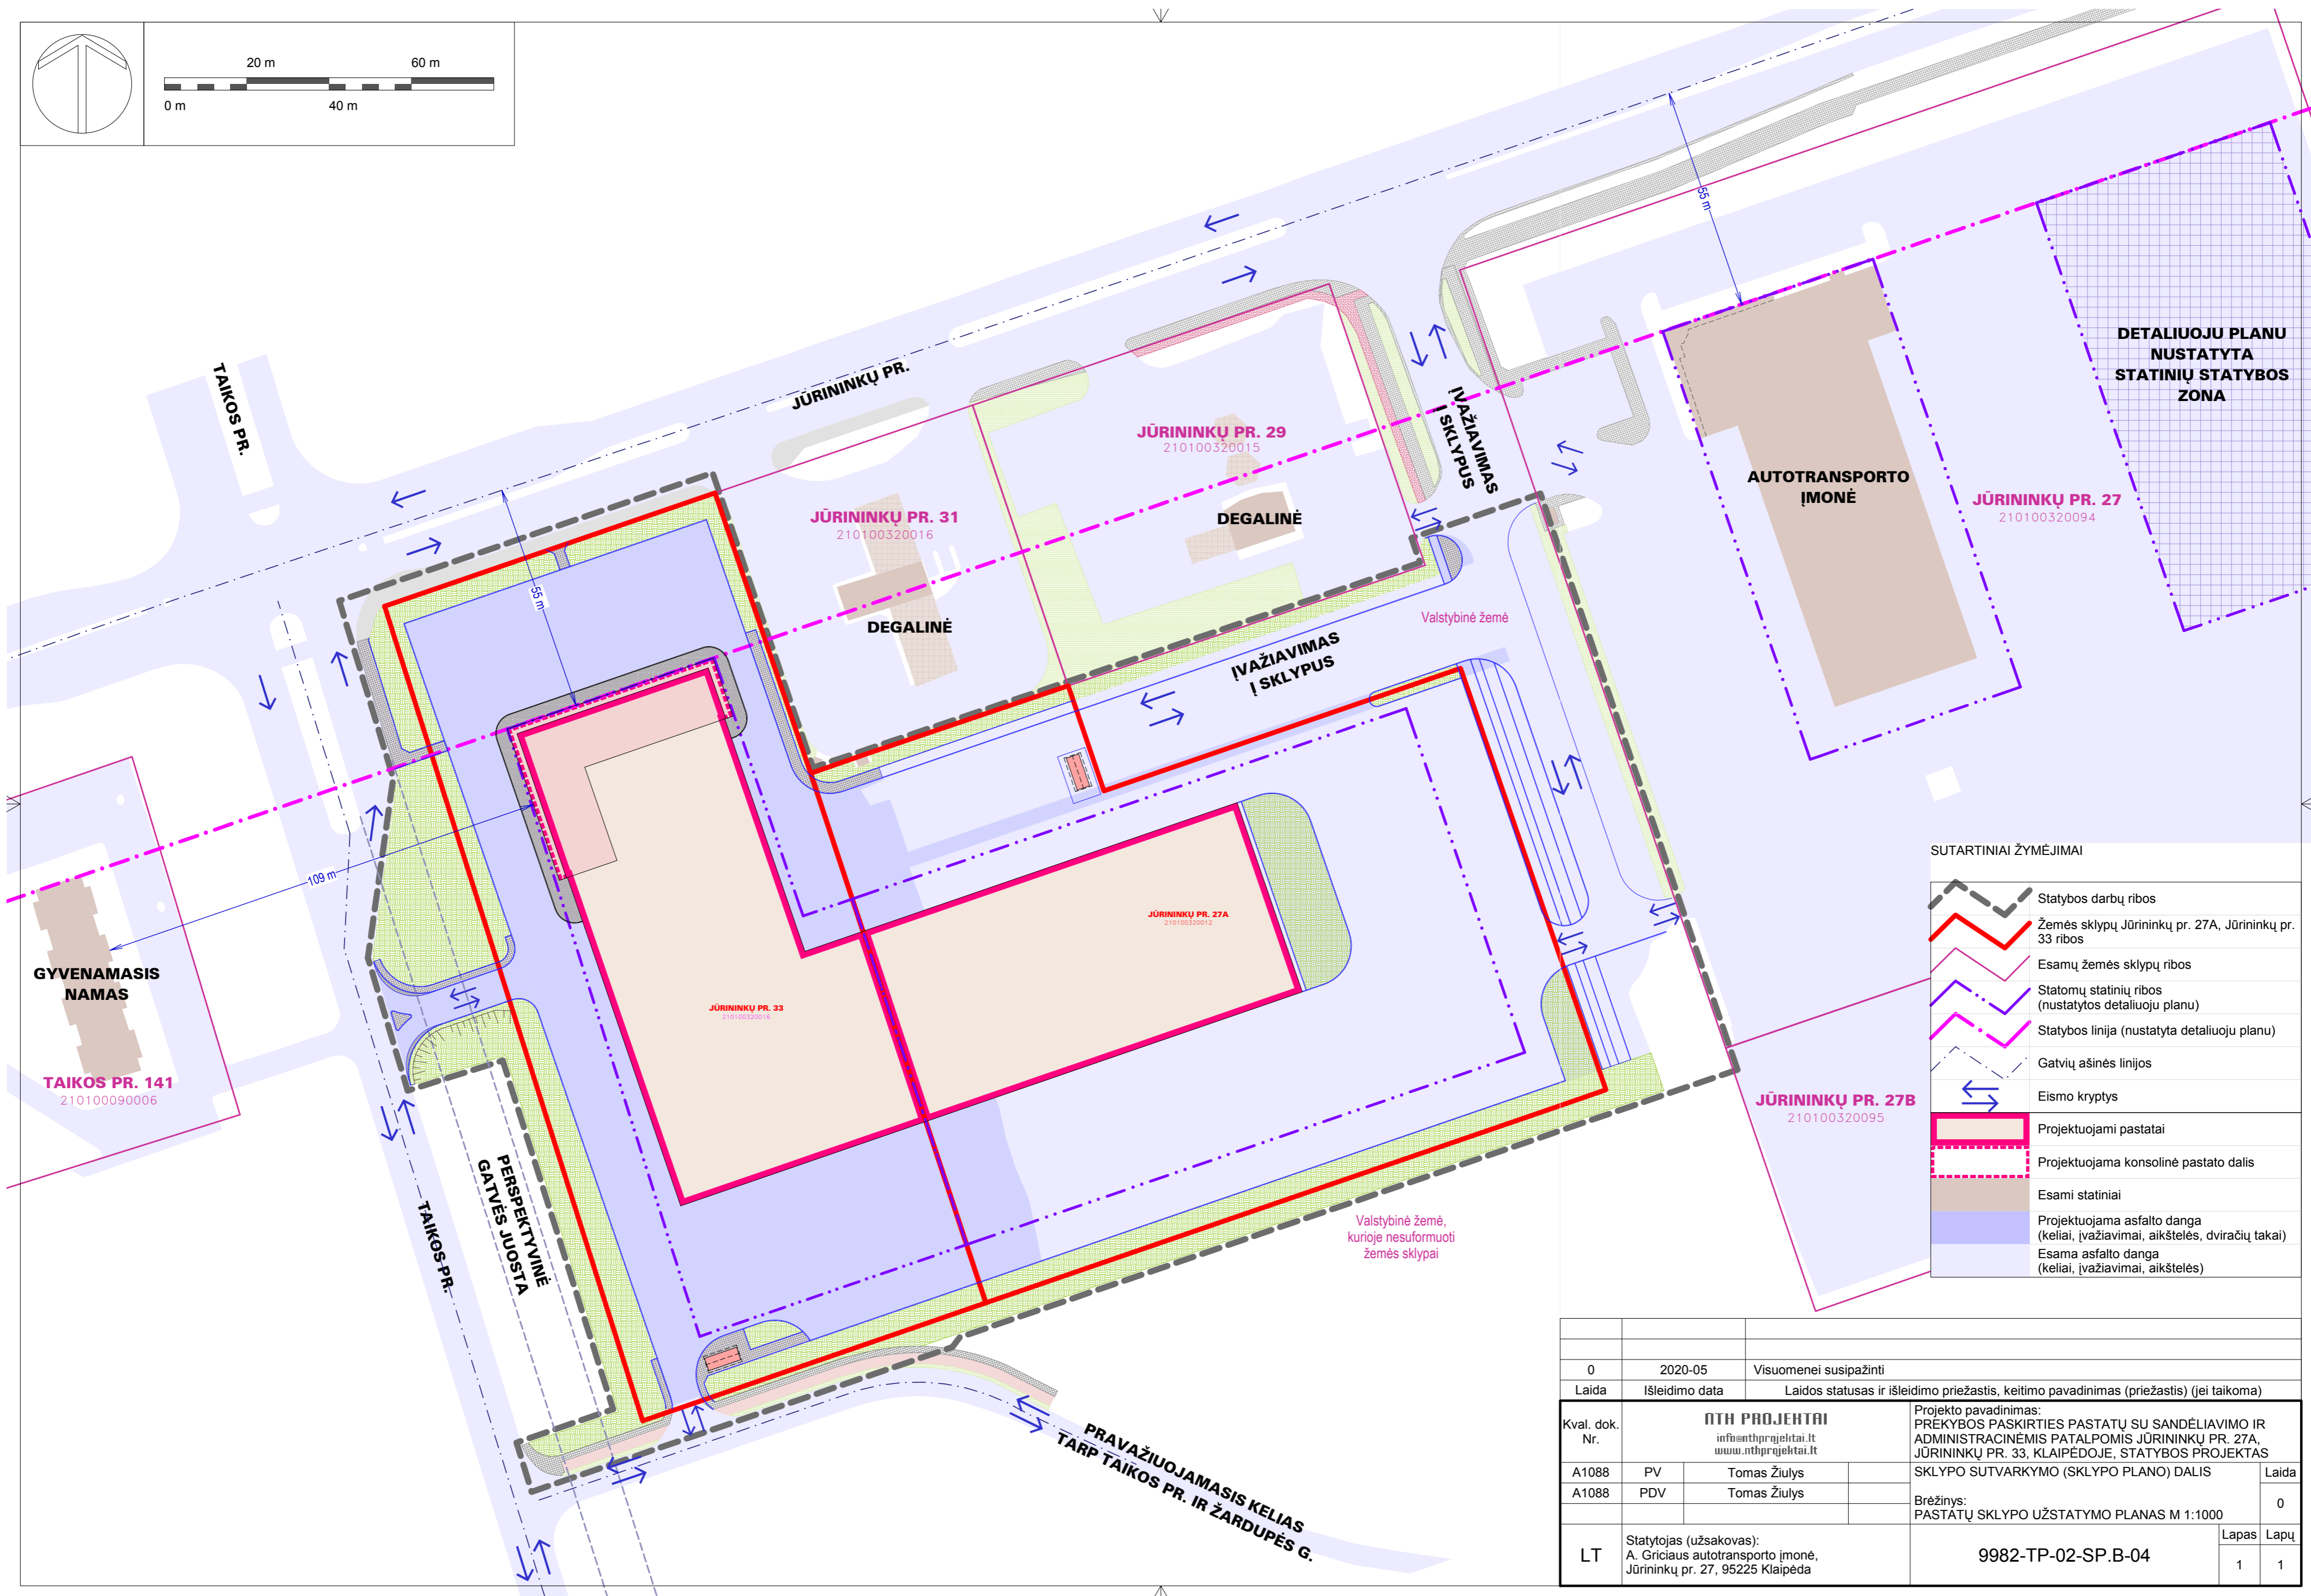 20 m
60 m
0 m
40 m
TAIKOS PR.
JŪRININKŲ PR.
55 m
DETALIUOJU PLANU
NUSTATYTA
STATINIŲ STATYBOS
ZONA
JŪRININKŲ PR. 29
210100320015
ĮVAŽIAVIMAS
Į SKLYPUS
AUTOTRANSPORTO
ĮMONĖ
JŪRININKŲ PR. 27
210100320094
JŪRININKŲ PR. 31
210100320016
DEGALINĖ
DEGALINĖ
55 m
Valstybinė žemė
ĮVAŽIAVIMAS
Į SKLYPUS
109 m
GYVENAMASIS
NAMAS
TAIKOS PR. 141
210100090006
JŪRININKŲ PR. 27A
210100320012
JŪRININKŲ PR. 33
210100320016
JŪRININKŲ PR. 27B
210100320095
PERSPEKTYVINĖ
GATVĖS JUOSTA
TAIKOS PR.
Valstybinė žemė,
kurioje nesuformuoti
žemės sklypai
PRAVAŽIUOJAMASIS KELIAS
TARP TAIKOS PR. IR ŽARDUPĖS G.
SUTARTINIAI ŽYMĖJIMAI
Statybos darbų ribos
Žemės sklypų Jūrininkų pr. 27A, Jūrininkų pr.
33 ribos
Esamų žemės sklypų ribos
Statomų statinių ribos
(nustatytos detaliuoju planu)
Statybos linija (nustatyta detaliuoju planu)
Gatvių ašinės linijos
Eismo kryptys
Projektuojami pastatai
Projektuojama konsolinė pastato dalis
Esami statiniai
Projektuojama asfalto danga
(keliai, įvažiavimai, aikštelės, dviračių takai)
Esama asfalto danga
(keliai, įvažiavimai, aikštelės)
0 2020-05 Visuomenei susipažinti
Laida Išleidimo data Laidos statusas ir išleidimo priežastis, keitimo pavadinimas (priežastis) (jei taikoma)
Kval. dok.
Nr.
NTH PROJEKTAI
info@nthprojektai.lt
www.nthprojektai.lt
Projekto pavadinimas:
PREKYBOS PASKIRTIES PASTATŲ SU SANDĖLIAVIMO IR
ADMINISTRACINĖMIS PATALPOMIS JŪRININKŲ PR. 27A,
JŪRININKŲ PR. 33, KLAIPĖDOJE, STATYBOS PROJEKTAS
A1088 PV Tomas Žiulys
A1088 PDV Tomas Žiulys
SKLYPO SUTVARKYMO (SKLYPO PLANO) DALIS
Laida
Brėžinys:
PASTATŲ SKLYPO UŽSTATYMO PLANAS M 1:1000
0
LT
Statytojas (užsakovas):
A. Griciaus autotransporto įmonė,
Jūrininkų pr. 27, 95225 Klaipėda
9982-TP-02-SP.B-04
Lapas Lapų
1 1